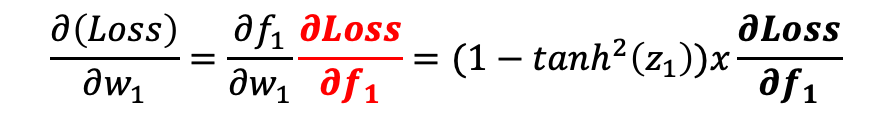 ∂(Loss)/∂w₁ = ∂f₁/∂w₁ ∂Loss/∂f₁ = (1 − tanh²(z₁))x ∂Loss/∂f₁